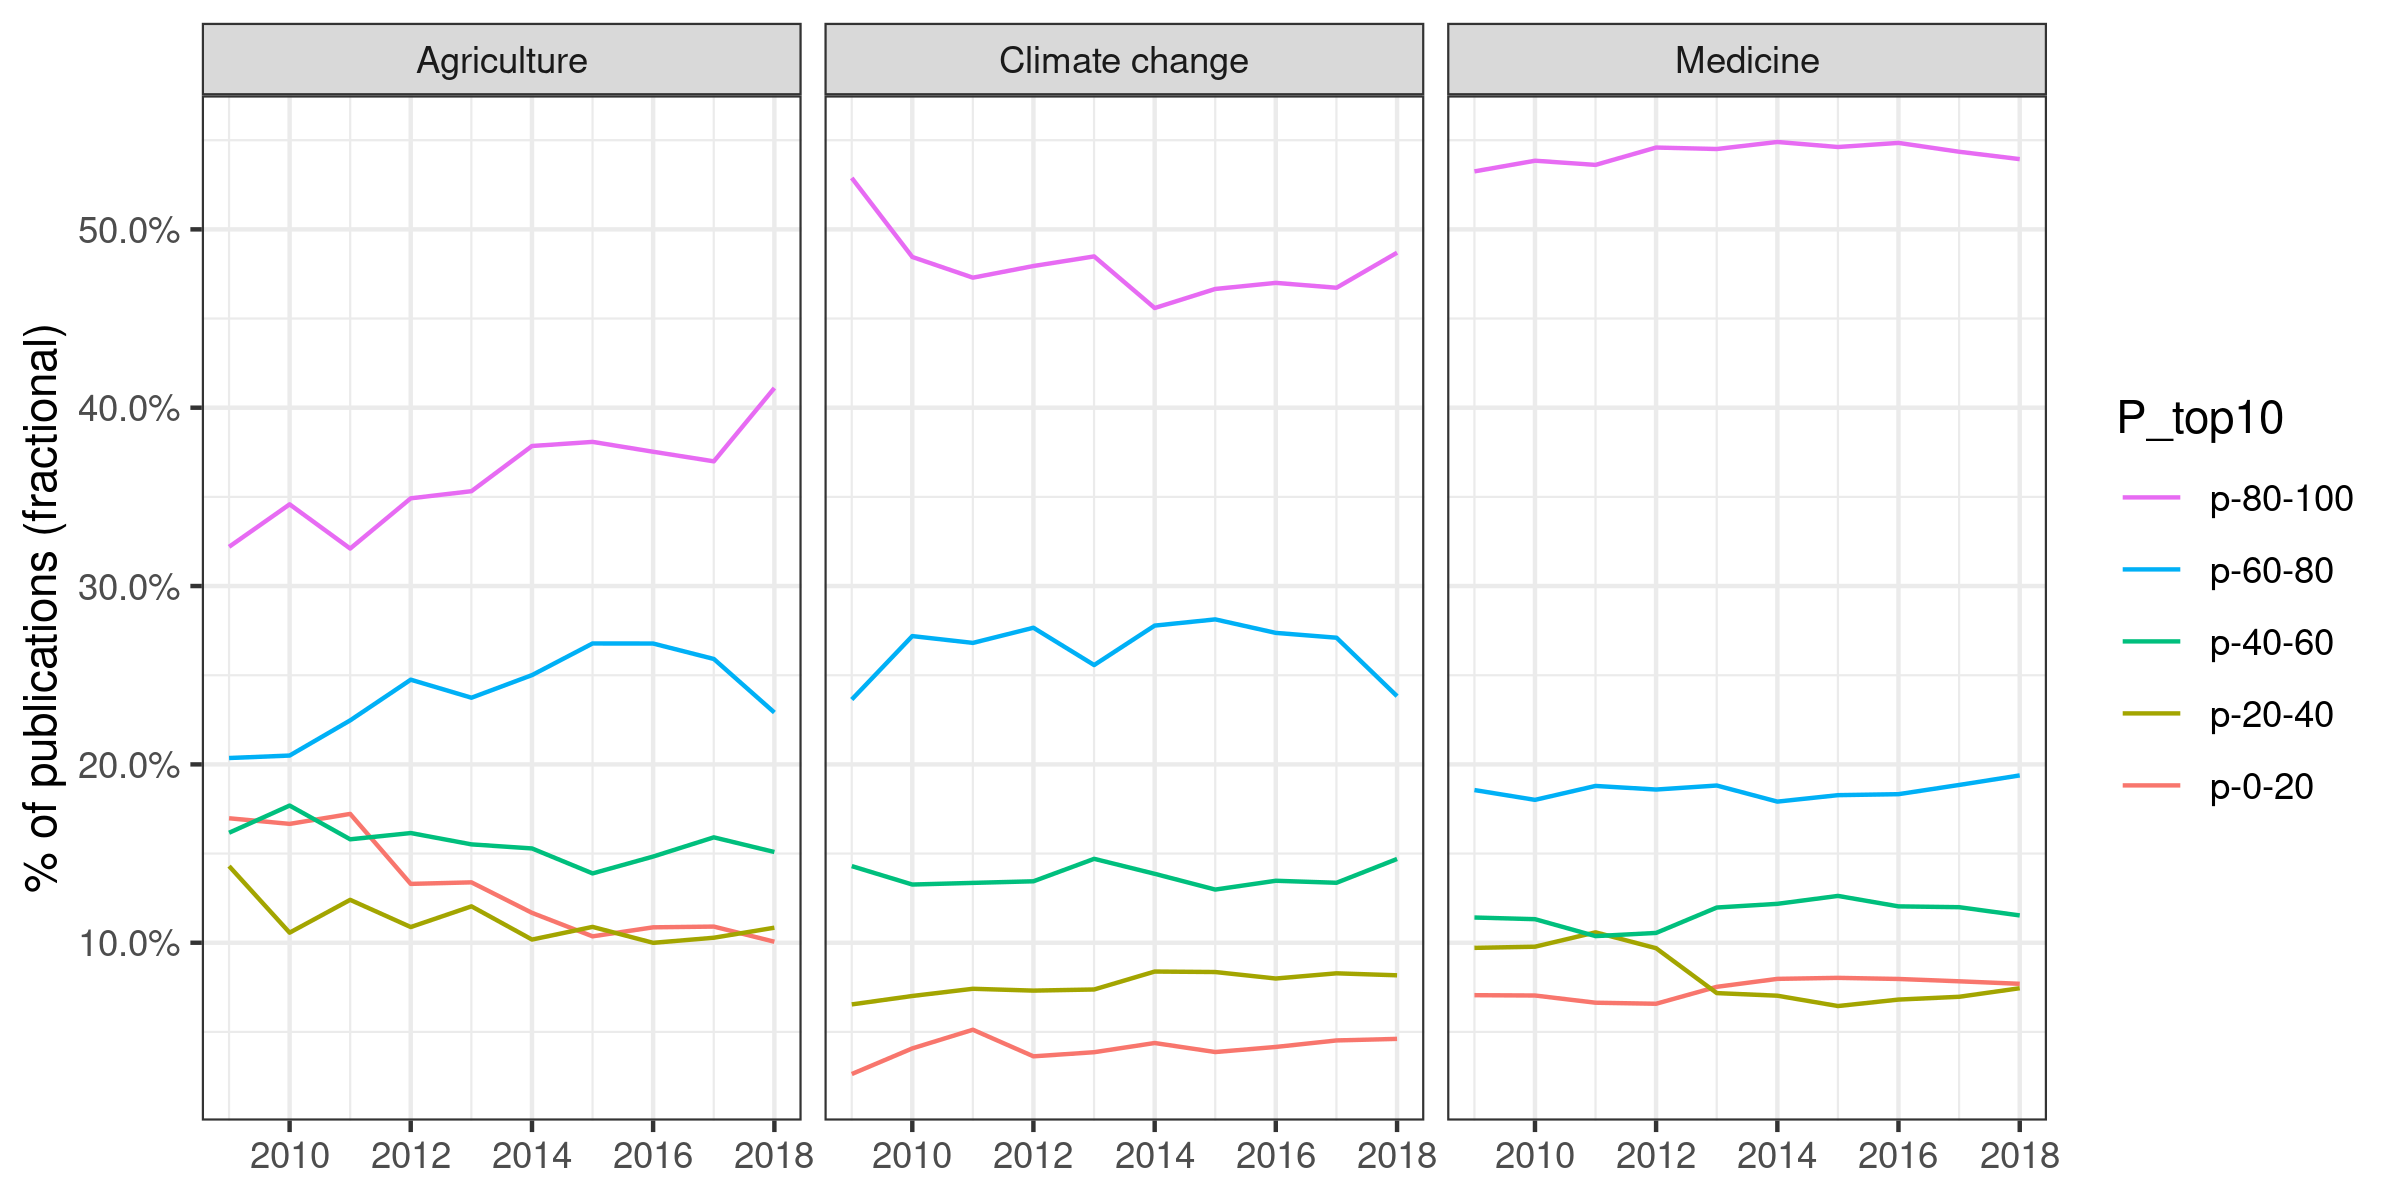 Agriculture
Climate change
Medicine
% of publications (fractional)
50.0%
40.0%
30.0%
20.0%
10.0%
2010 2012 2014 2016 2018
2010 2012 2014 2016 2018
2010 2012 2014 2016 2018
P_top10
p-80-100
p-60-80
p-40-60
p-20-40
p-0-20